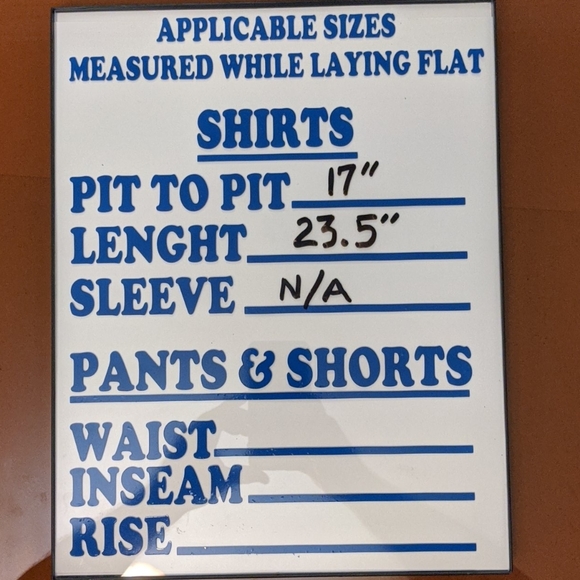 APPLICABLE SIZES
MEASURED WHILE LAYING FLAT
SHIRTS
PIT TO PIT 17"
LENGHT 23.5"
SLEEVE N/A
PANTS & SHORTS
WAIST
INSEAM
RISE